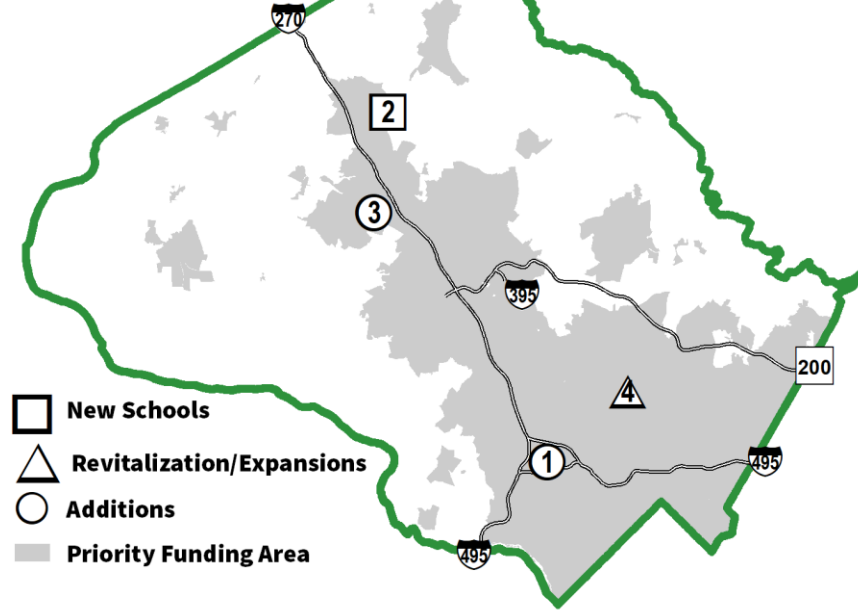 270
2
3
395
200
4
New Schools
1
495
Revitalization/Expansions
Additions
Priority Funding Area
495